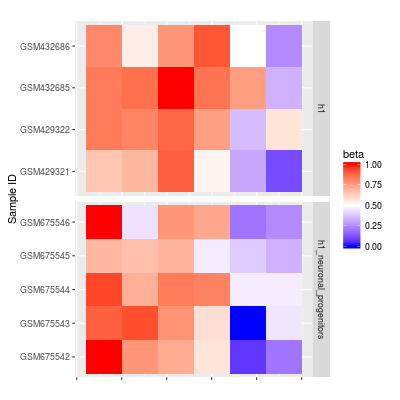 GSM432686
GSM432685
GSM429322
GSM429321
h1
GSM675546
GSM675545
GSM675544
GSM675543
GSM675542
h1_neuronal_progenitors
Sample ID
beta
1.00
0.75
0.50
0.25
0.00